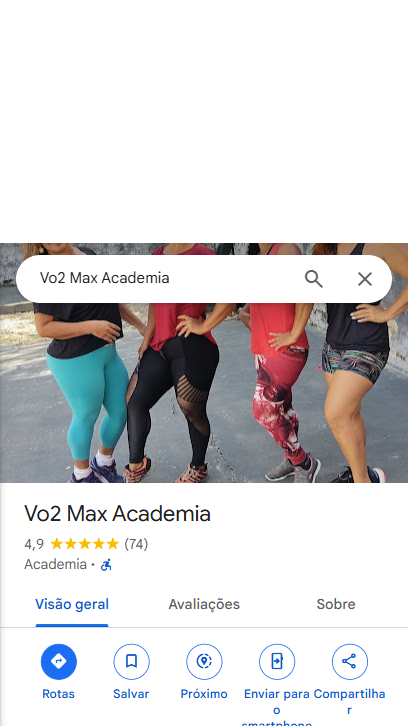 Vo2 Max Academia
Vo2 Max Academia
4,9 (74)
Academia ·
Visão geral Avaliações Sobre
Rotas Salvar Próximo Enviar para o smartphone Compartilhar